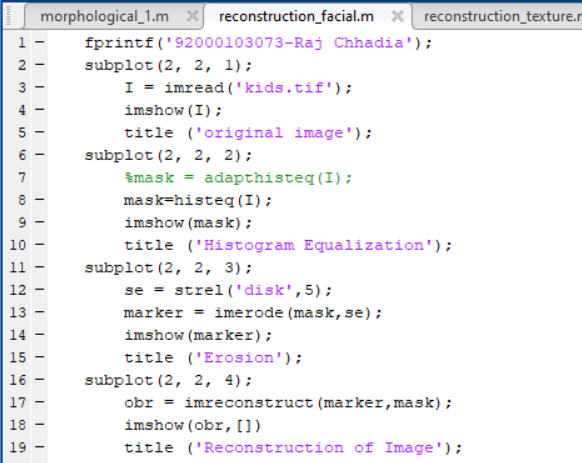 morphological_1.m × reconstruction_facial.m × reconstruction_texture.m
1 - fprintf('92000103073-Raj Chhadia');
2 - subplot(2, 2, 1);
3 - I = imread('kids.tif');
4 - imshow(I);
5 - title ('original image');
6 - subplot(2, 2, 2);
7 %mask = adapthisteq(I);
8 - mask=histeq(I);
9 - imshow(mask);
10 - title ('Histogram Equalization');
11 - subplot(2, 2, 3);
12 - se = strel('disk',5);
13 - marker = imerode(mask,se);
14 - imshow(marker);
15 - title ('Erosion');
16 - subplot(2, 2, 4);
17 - obr = imreconstruct(marker,mask);
18 - imshow(obr,[])
19 - title ('Reconstruction of Image');